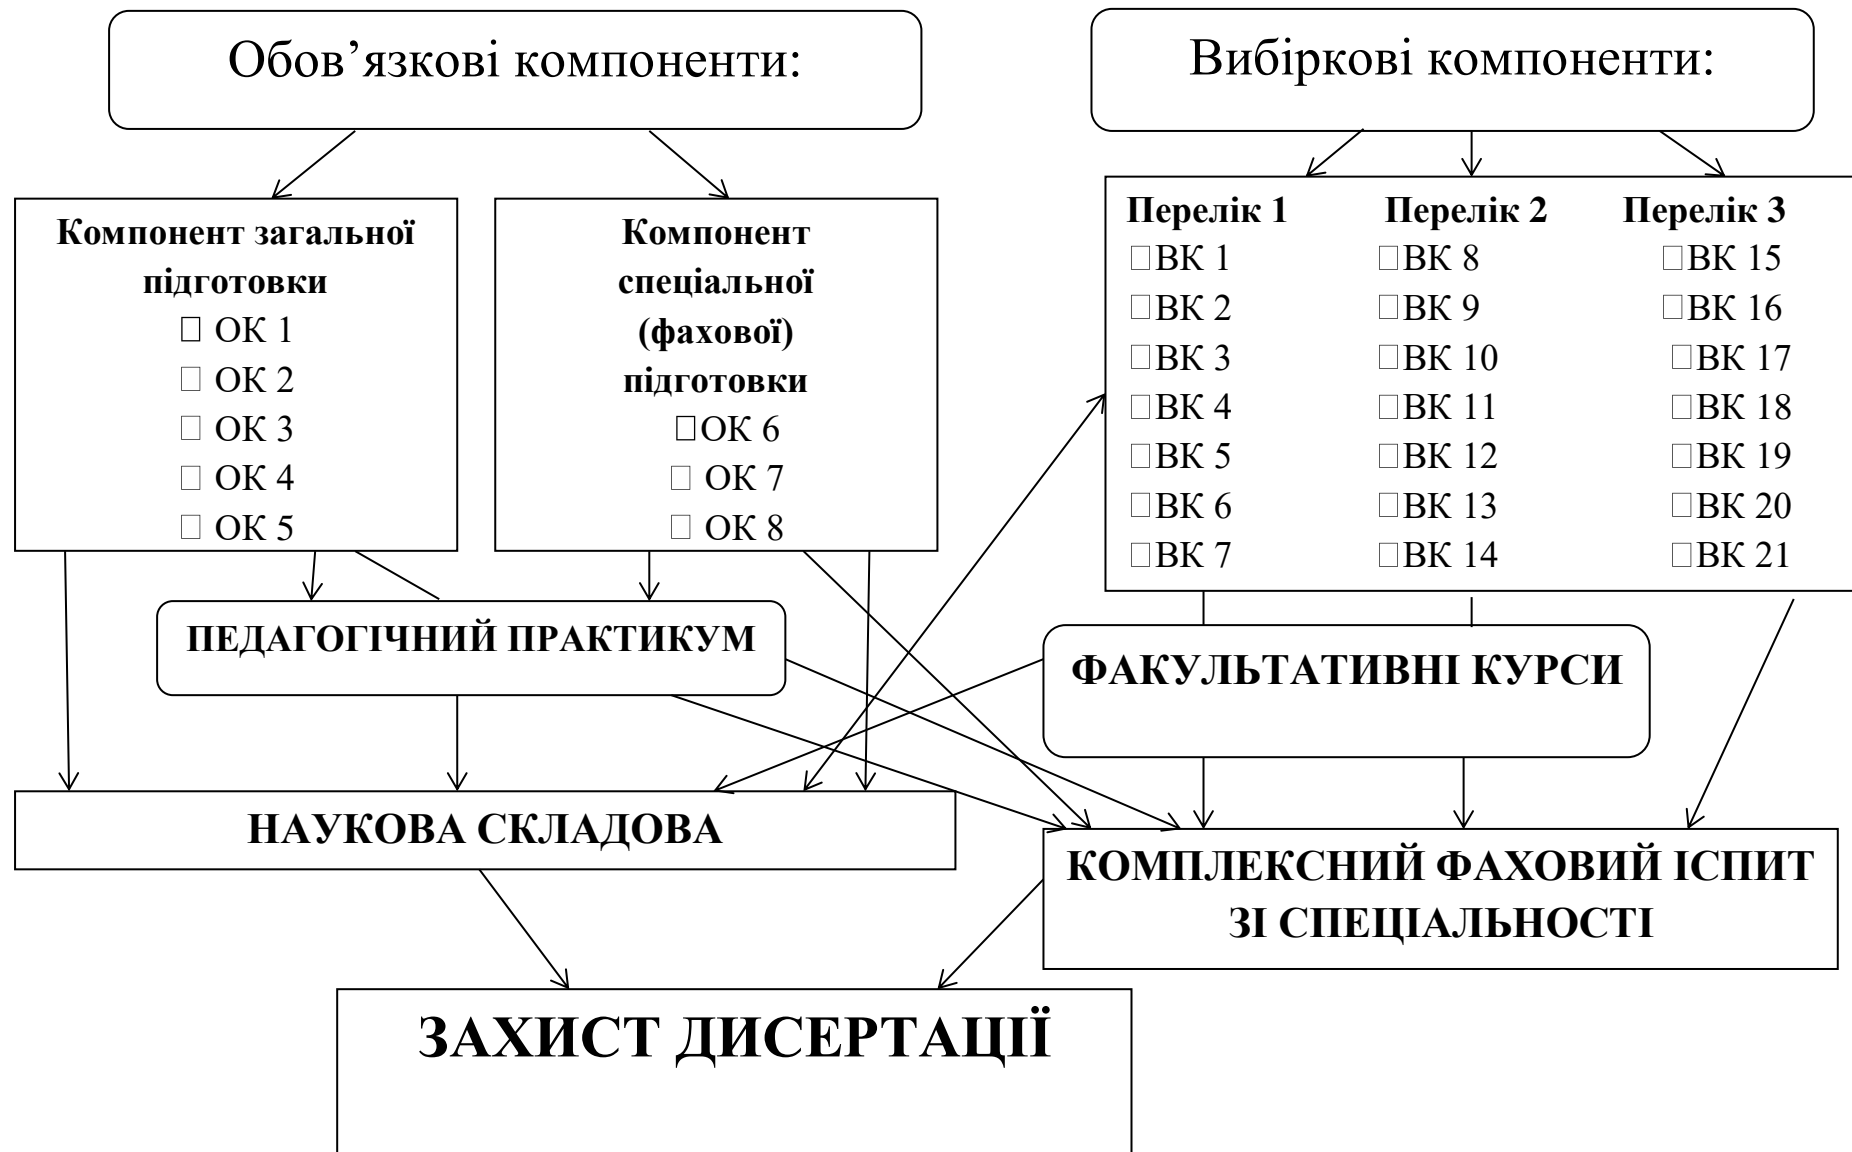 Обов’язкові компоненти:
Вибіркові компоненти:
Компонент загальної
підготовки
□ ОК 1
□ ОК 2
□ ОК 3
□ ОК 4
□ ОК 5
Компонент
спеціальної
(фахової)
підготовки
□ОК 6
□ ОК 7
□ ОК 8
Перелік 1 Перелік 2 Перелік 3
□ВК 1 □ВК 8 □ВК 15
□ВК 2 □ВК 9 □ВК 16
□ВК 3 □ВК 10 □ВК 17
□ВК 4 □ВК 11 □ВК 18
□ВК 5 □ВК 12 □ВК 19
□ВК 6 □ВК 13 □ВК 20
□ВК 7 □ВК 14 □ВК 21
ПЕДАГОГІЧНИЙ ПРАКТИКУМ
ФАКУЛЬТАТИВНІ КУРСИ
НАУКОВА СКЛАДОВА
КОМПЛЕКСНИЙ ФАХОВИЙ ІСПИТ
ЗІ СПЕЦІАЛЬНОСТІ
ЗАХИСТ ДИСЕРТАЦІЇ